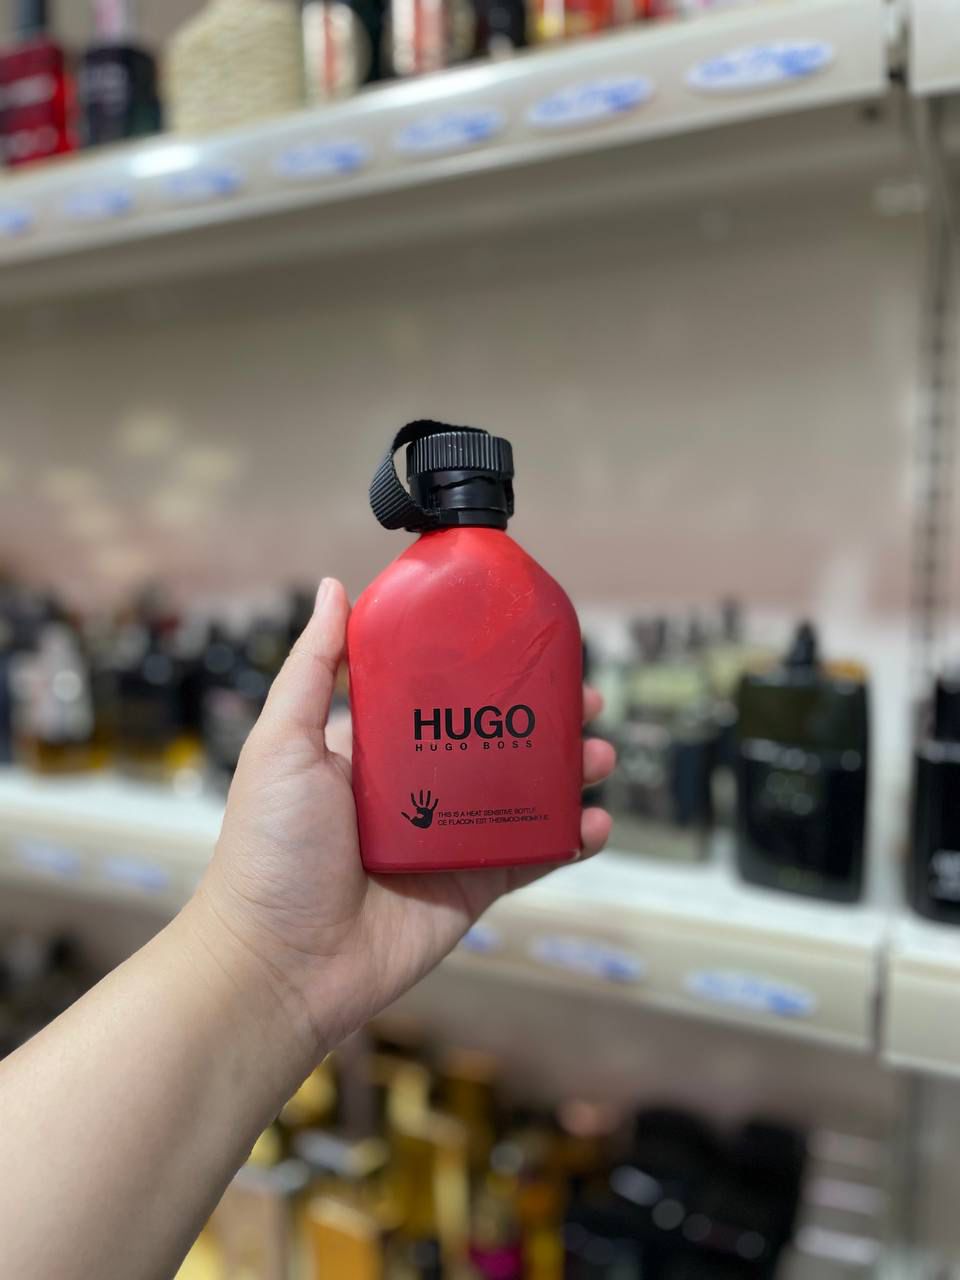 HUGO
HUGO BOSS
THIS IS A HEAT SENSITIVE BOTTLE
CE FLACON EST THERMOCHROMIQUE